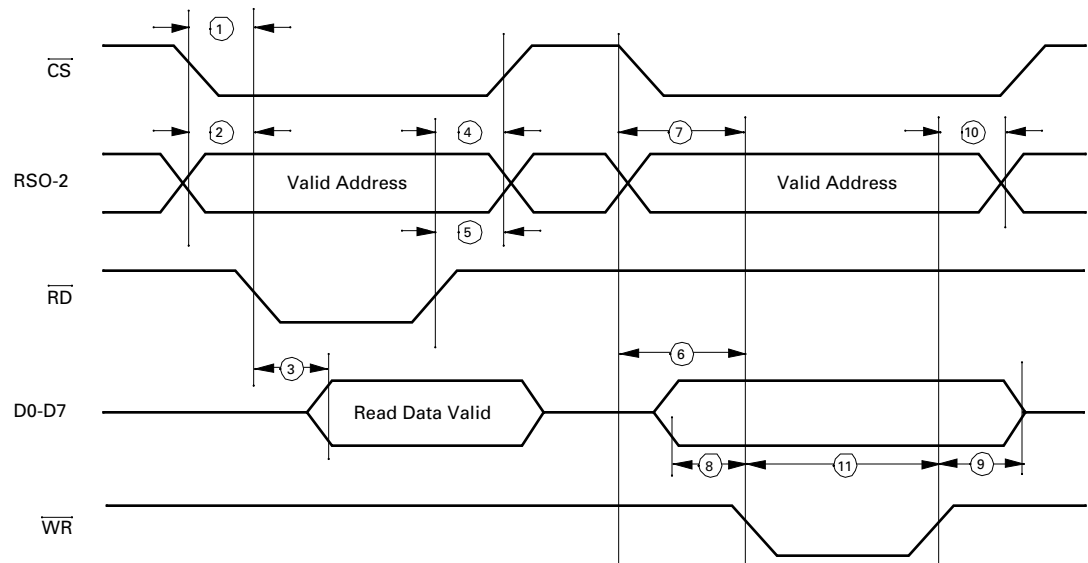 1
CS
2
4
7
10
RSO-2
Valid Address
Valid Address
5
RD
6
3
D0-D7
Read Data Valid
8
11
9
WR